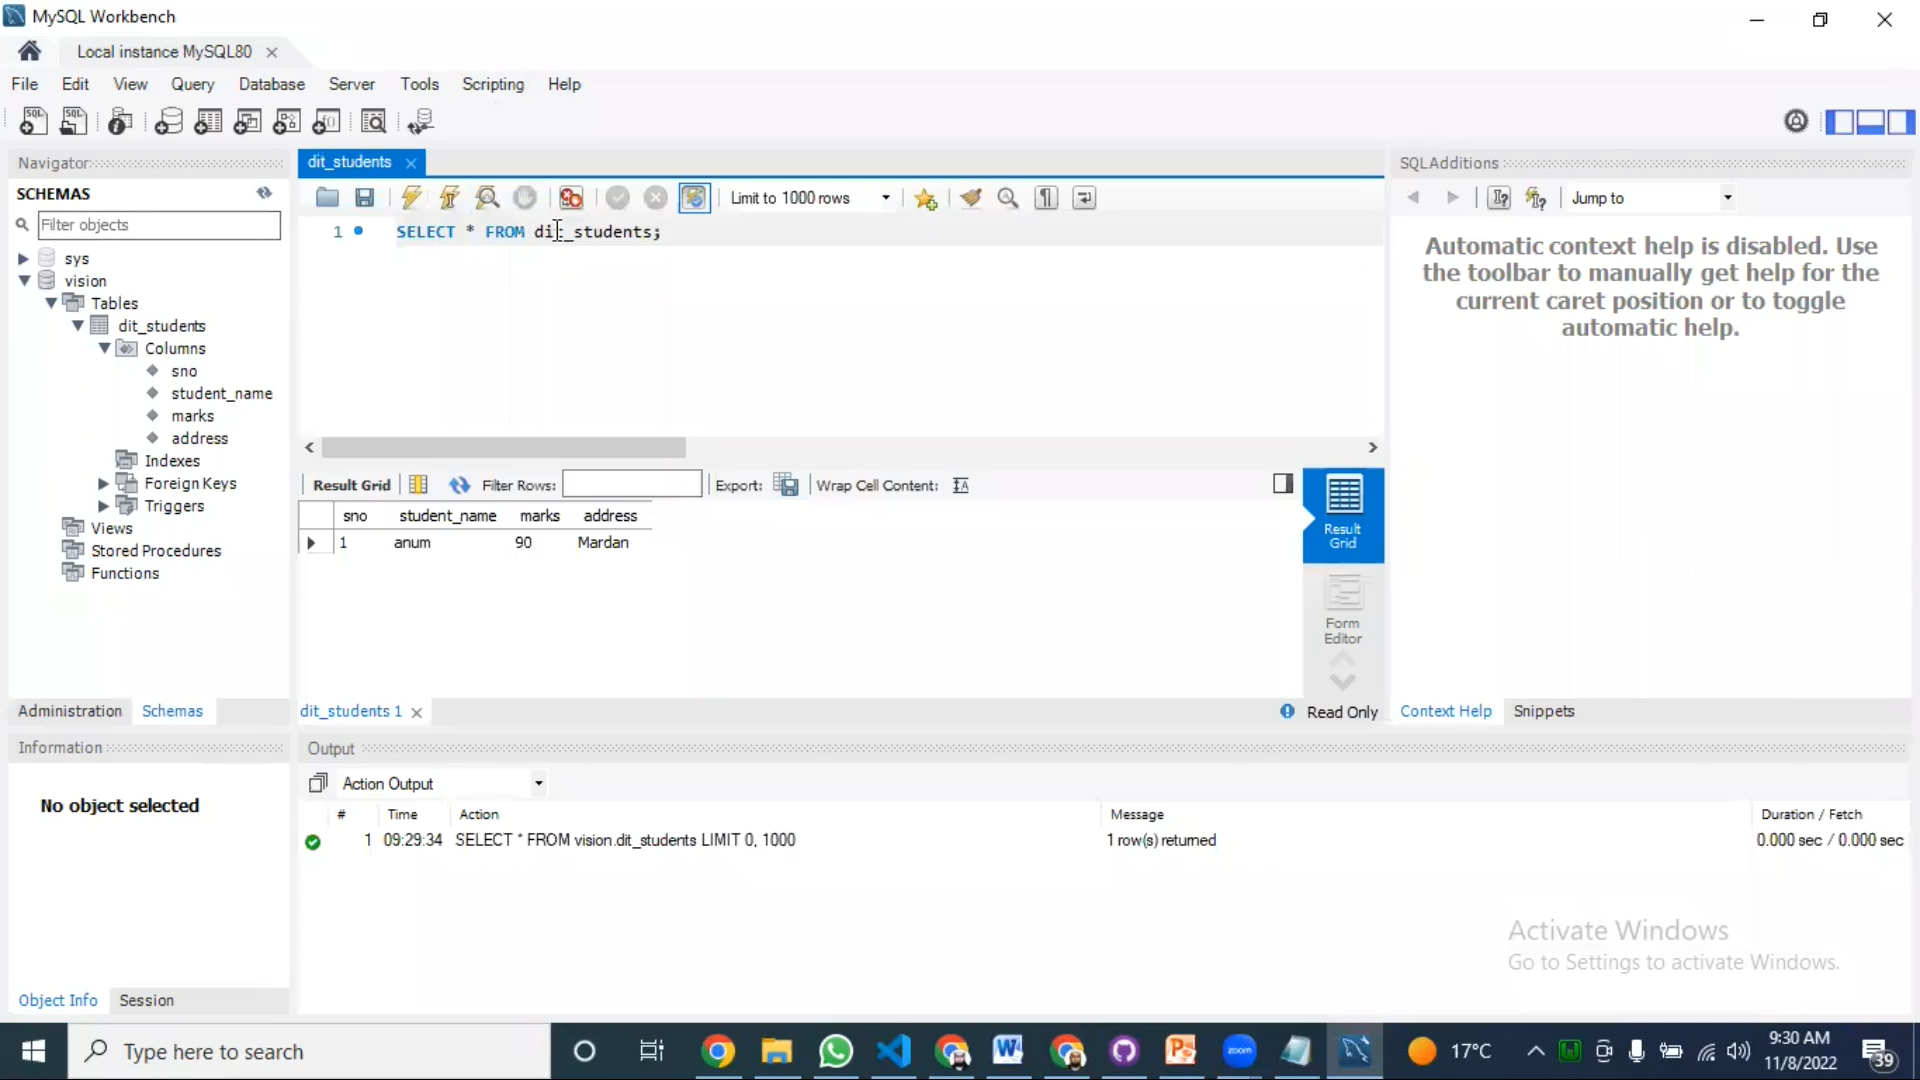 MySQL Workbench
Local instance MySQL80
File Edit View Query Database Server Tools Scripting Help
Navigator
SCHEMAS
Filter objects
sys
vision
Tables
dit_students
Columns
sno
student_name
marks
address
Indexes
Foreign Keys
Triggers
Views
Stored Procedures
Functions
Administration Schemas
Information
No object selected
Object Info Session
dit_students
Limit to 1000 rows
1 SELECT * FROM dit_students;
Result Grid Filter Rows: Export: Wrap Cell Content:
sno student_name marks address
1 anum 90 Mardan
Result
Grid
Form
Editor
dit_students 1 Read Only
SQLAdditions
Jump to
Automatic context help is disabled. Use
the toolbar to manually get help for the
current caret position or to toggle
automatic help.
Context Help Snippets
Output
Action Output
# Time Action Message Duration / Fetch
1 09:29:34 SELECT * FROM vision.dit_students LIMIT 0, 1000 1 row(s) returned 0.000 sec / 0.000 sec
Activate Windows
Go to Settings to activate Windows.
Type here to search
zoom
17°C
9:30 AM
11/8/2022
39